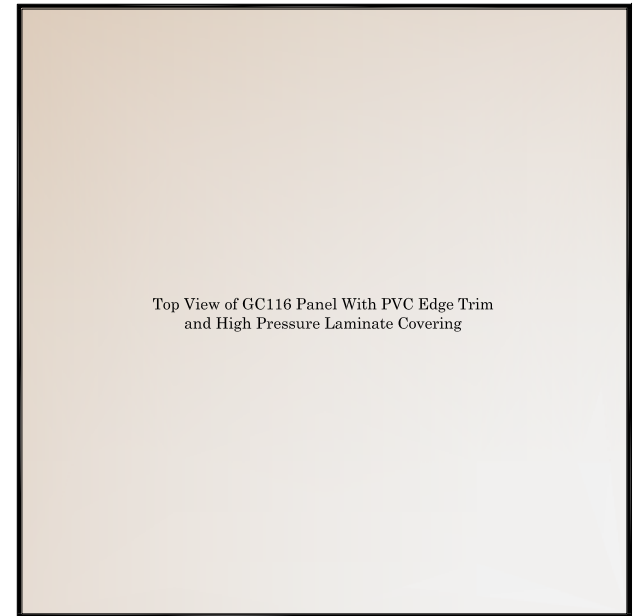 Top View of GC116 Panel With PVC Edge Trim
and High Pressure Laminate Covering